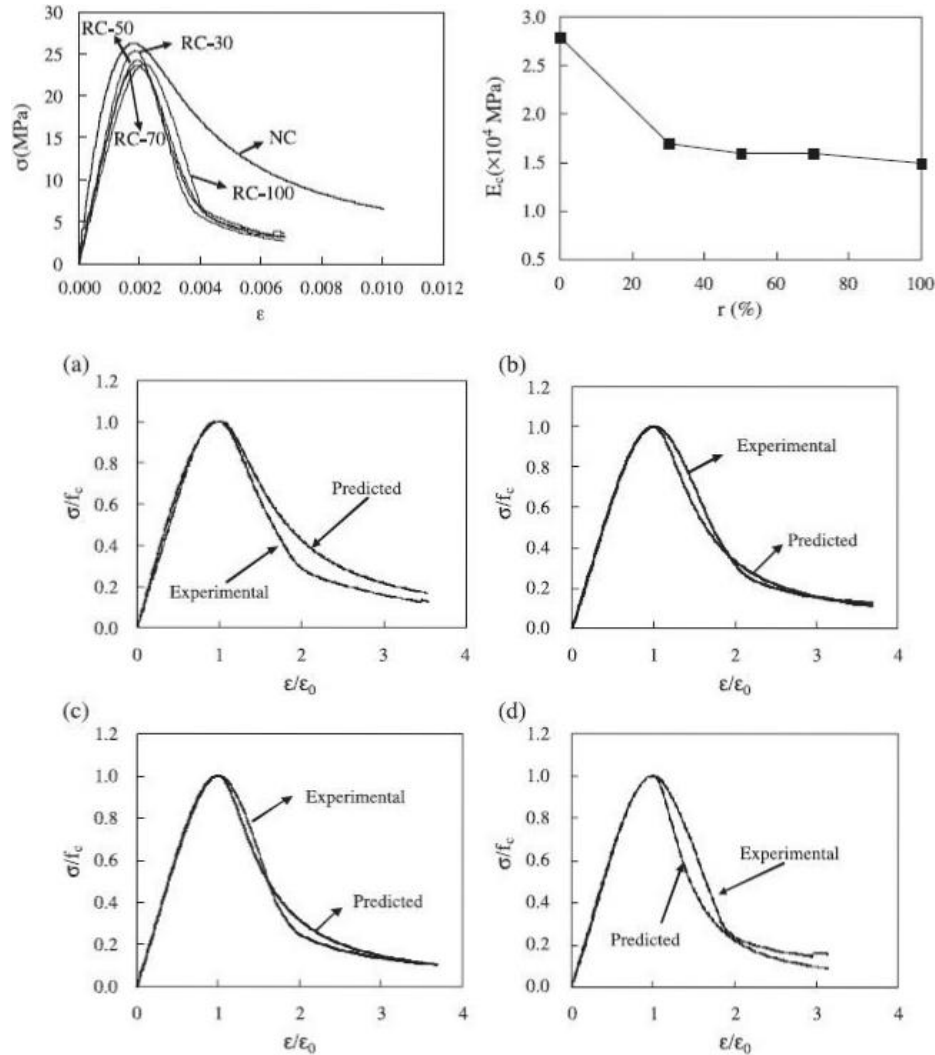 σ(MPa)
30
25
20
15
10
5
0
RC-50
RC-30
RC-70
NC
RC-100
0.000 0.002 0.004 0.006 0.008 0.010 0.012
ε
E_c(×10⁴ MPa)
3.0
2.5
2.0
1.5
1.0
0.5
0 20 40 60 80 100
r (%)
(a)
σ/f_c
1.2
1.0
0.8
0.6
0.4
0.2
0.0
Predicted
Experimental
0 1 2 3 4
ε/ε₀
(b)
σ/f_c
1.2
1.0
0.8
0.6
0.4
0.2
0.0
Experimental
Predicted
0 1 2 3 4
ε/ε₀
(c)
σ/f_c
1.2
1.0
0.8
0.6
0.4
0.2
0.0
Experimental
Predicted
0 1 2 3 4
ε/ε₀
(d)
σ/f_c
1.2
1.0
0.8
0.6
0.4
0.2
0.0
Experimental
Predicted
0 1 2 3 4
ε/ε₀